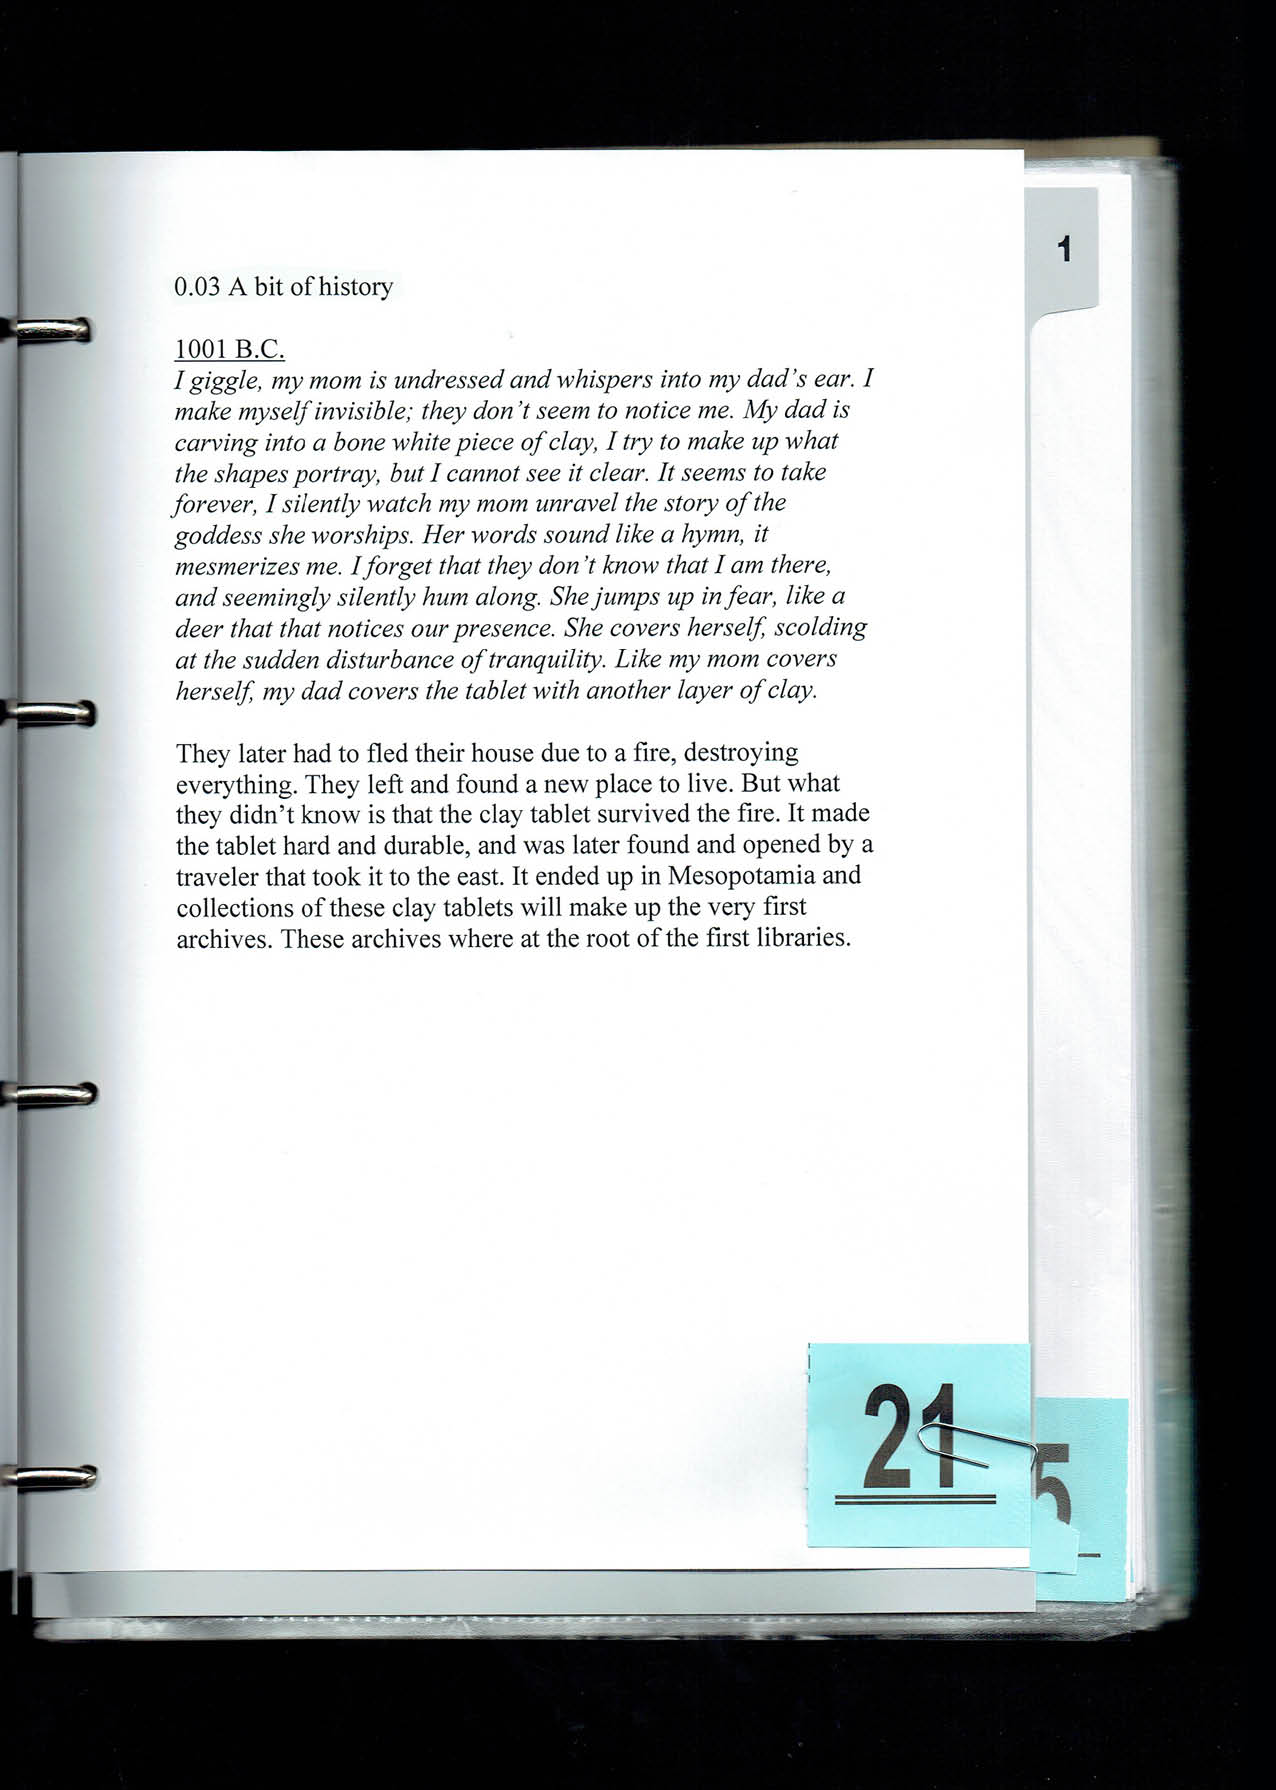 1
0.03 A bit of history
1001 B.C.
I giggle, my mom is undressed and whispers into my dad's ear. I
make myself invisible; they don't seem to notice me. My dad is
carving into a bone white piece of clay, I try to make up what
the shapes portray, but I cannot see it clear. It seems to take
forever, I silently watch my mom unravel the story of the
goddess she worships. Her words sound like a hymn, it
mesmerizes me. I forget that they don't know that I am there,
and seemingly silently hum along. She jumps up in fear, like a
deer that that notices our presence. She covers herself, scolding
at the sudden disturbance of tranquility. Like my mom covers
herself, my dad covers the tablet with another layer of clay.
They later had to fled their house due to a fire, destroying
everything. They left and found a new place to live. But what
they didn't know is that the clay tablet survived the fire. It made
the tablet hard and durable, and was later found and opened by a
traveler that took it to the east. It ended up in Mesopotamia and
collections of these clay tablets will make up the very first
archives. These archives where at the root of the first libraries.
21
5